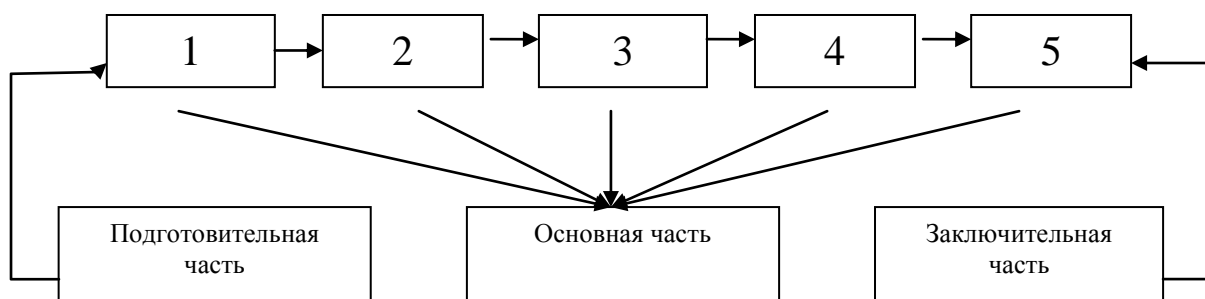 1 2 3 4 5
Подготовительная
часть
Основная часть
Заключительная
часть